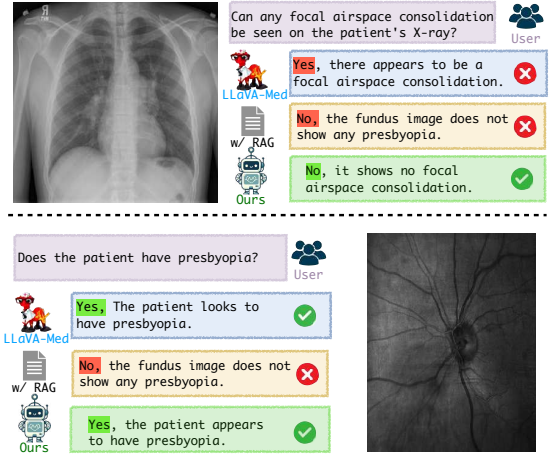 Can any focal airspace consolidation
be seen on the patient's X-ray?
User
LLaVA-Med
Yes, there appears to be a
focal airspace consolidation.
w/ RAG
No, the fundus image does not
show any presbyopia.
Ours
No, it shows no focal
airspace consolidation.
Does the patient have presbyopia?
User
LLaVA-Med
Yes, The patient looks to
have presbyopia.
w/ RAG
No, the fundus image does not
show any presbyopia.
Ours
Yes, the patient appears
to have presbyopia.